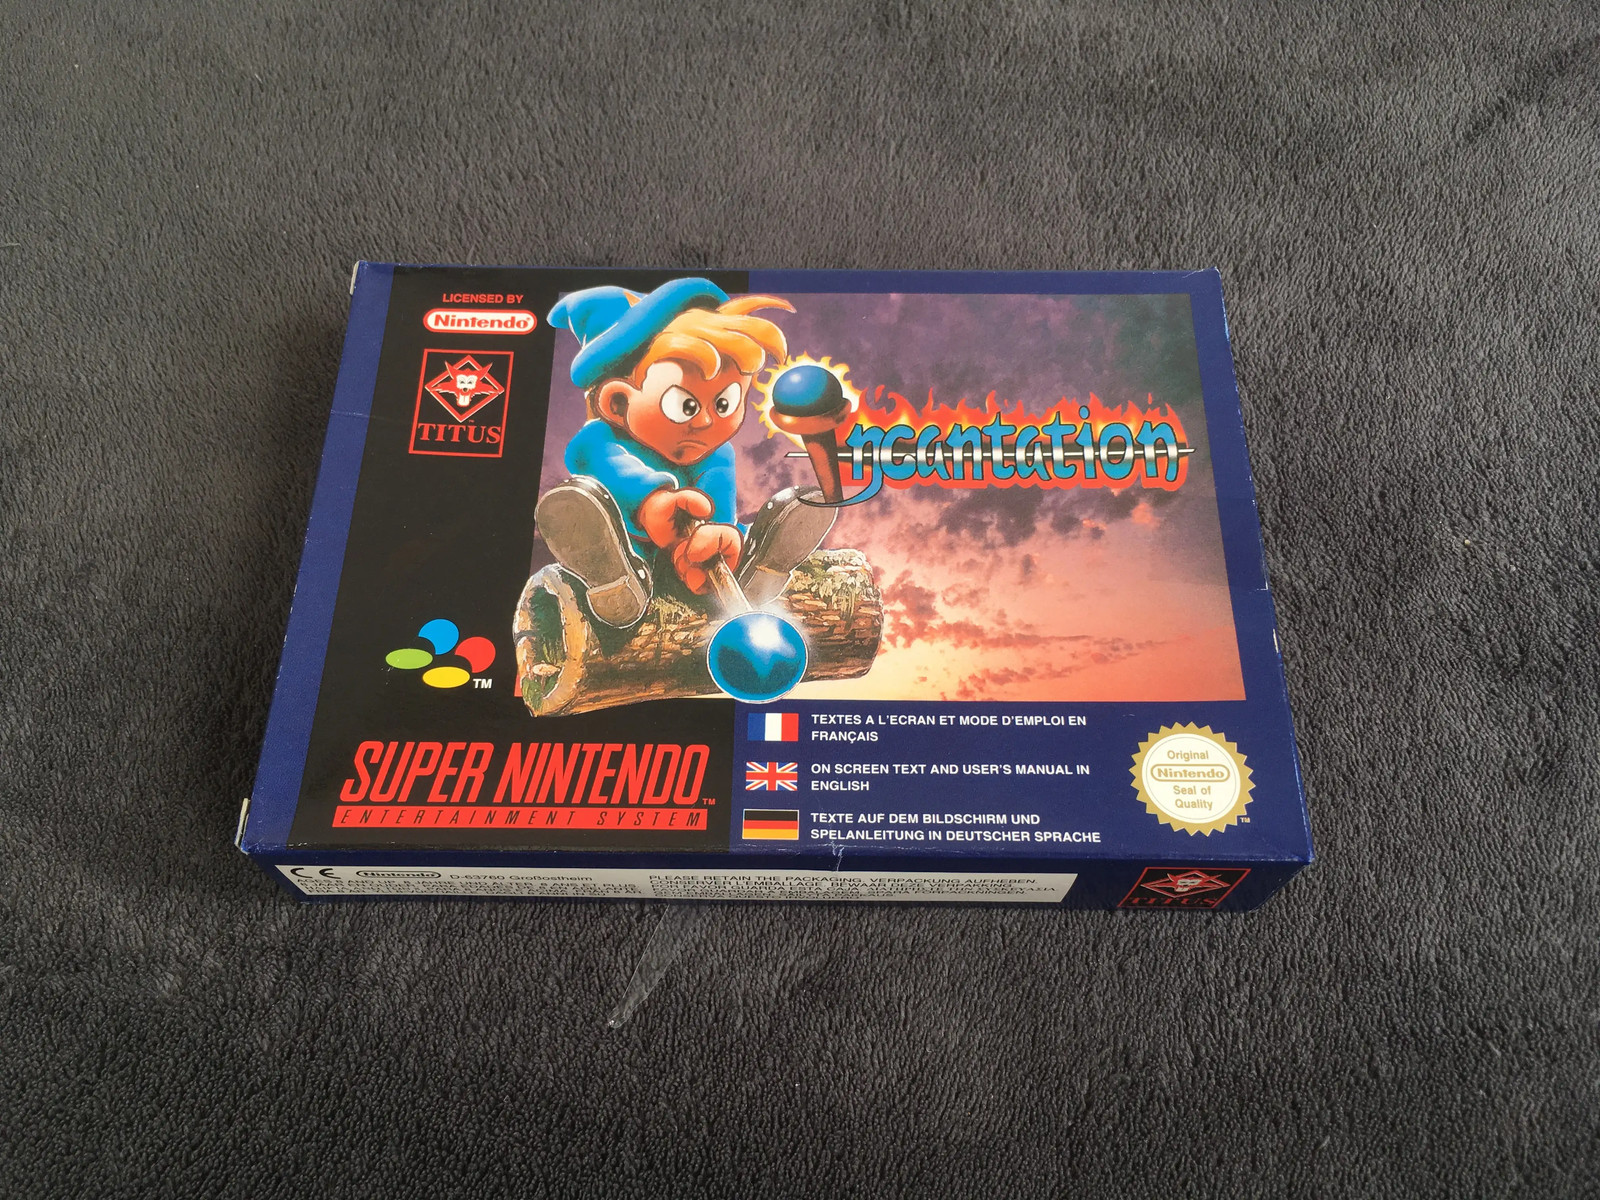 LICENSED BY
Nintendo®
TITUS
Incantation
TM
SUPER NINTENDO TM
ENTERTAINMENT SYSTEM
TEXTES A L'ECRAN ET MODE D'EMPLOI EN
FRANÇAIS
ON SCREEN TEXT AND USER'S MANUAL IN
ENGLISH
TEXTE AUF DEM BILDSCHIRM UND
SPELANLEITUNG IN DEUTSCHER SPRACHE
Original
Nintendo
Seal of
Quality
TM
CE Nintendo D-63760 Großostheim
PLEASE RETAIN THE PACKAGING. VERPACKUNG AUFHEBEN.
TITUS